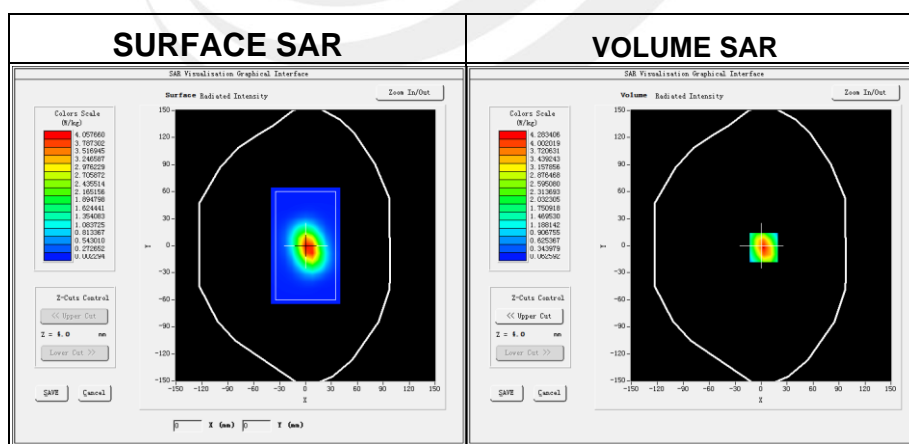 SURFACE SAR
VOLUME SAR
SAR Visualisation Graphical Interface
Surface Radiated Intensity
Zoom In/Out
Colors Scale
(W/kg)
4.057660
3.787302
3.516945
3.246587
2.976229
2.705872
2.435514
2.165156
1.894798
1.624441
1.354083
1.083725
0.813367
0.543010
0.272652
0.002294
Z-Cuts Control
<< Upper Cut
Z = 4.0 mm
Lower Cut >>
SAVE
Cancel
150
120
90
60
30
0
-30
-60
-90
-120
-150
Y
-150 -120 -90 -60 -30 0 30 60 90 120 150
X
0 X (mm) 0 Y (mm)
SAR Visualisation Graphical Interface
Volume Radiated Intensity
Zoom In/Out
Colors Scale
(W/kg)
4.283406
4.002019
3.720631
3.439243
3.157856
2.876468
2.595080
2.313693
2.032305
1.750918
1.469530
1.188142
0.906755
0.625367
0.343979
0.062592
Z-Cuts Control
<< Upper Cut
Z = 4.0 mm
Lower Cut >>
SAVE
Cancel
150
120
90
60
30
0
-30
-60
-90
-120
-150
Y
-150 -120 -90 -60 -30 0 30 60 90 120 150
X